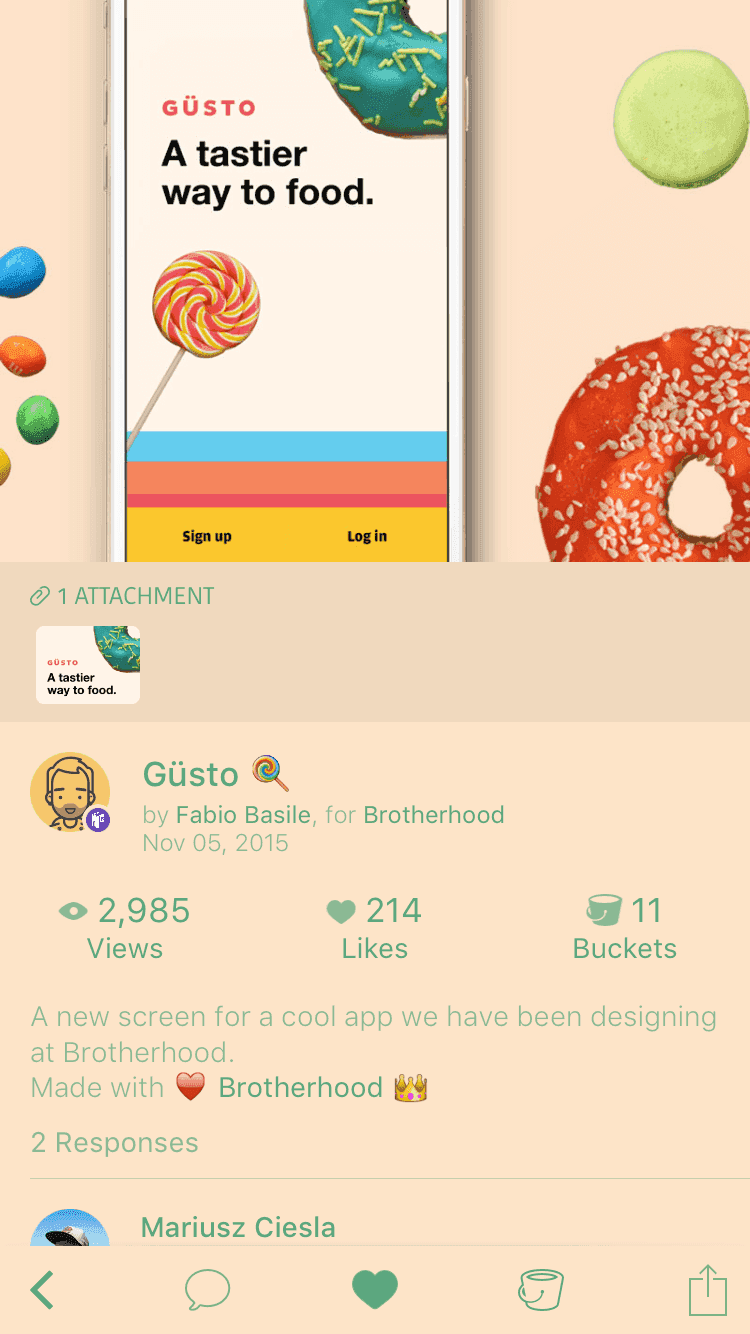 GÜSTO
A tastier
way to food.
Sign up
Log in
1 ATTACHMENT
GÜSTO
A tastier
way to food.
Güsto 🍭
by Fabio Basile, for Brotherhood
Nov 05, 2015
2,985
Views
214
Likes
11
Buckets
A new screen for a cool app we have been designing
at Brotherhood.
Made with ❤️ Brotherhood 👑
2 Responses
Mariusz Ciesla